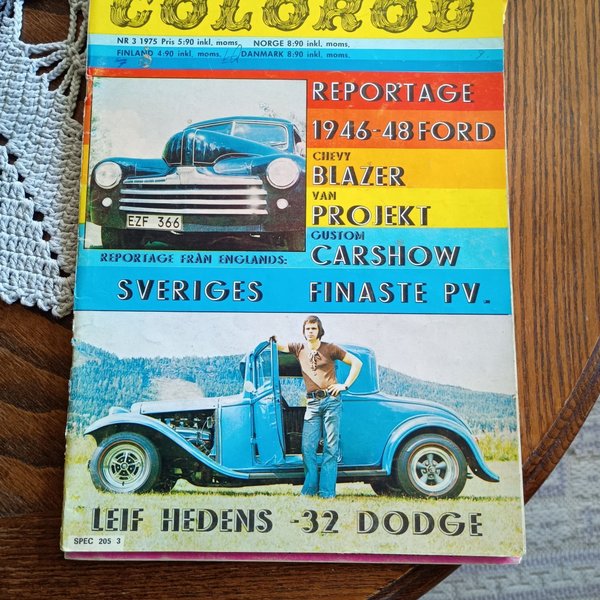 COLOROD
NR 3 1975 Pris 5:90 inkl. moms. NORGE 8:90 inkl. moms.
FINLAND 4:90 inkl. moms. DANMARK 8:90 inkl. moms.
REPORTAGE
1946-48 FORD
CHEVY
BLAZER
VAN
PROJEKT
CUSTOM
CARSHOW
EZF 366
REPORTAGE FRÅN ENGLANDS:
SVERIGES FINASTE PV..
LEIF HEDENS -32 DODGE
SPEC 205 3